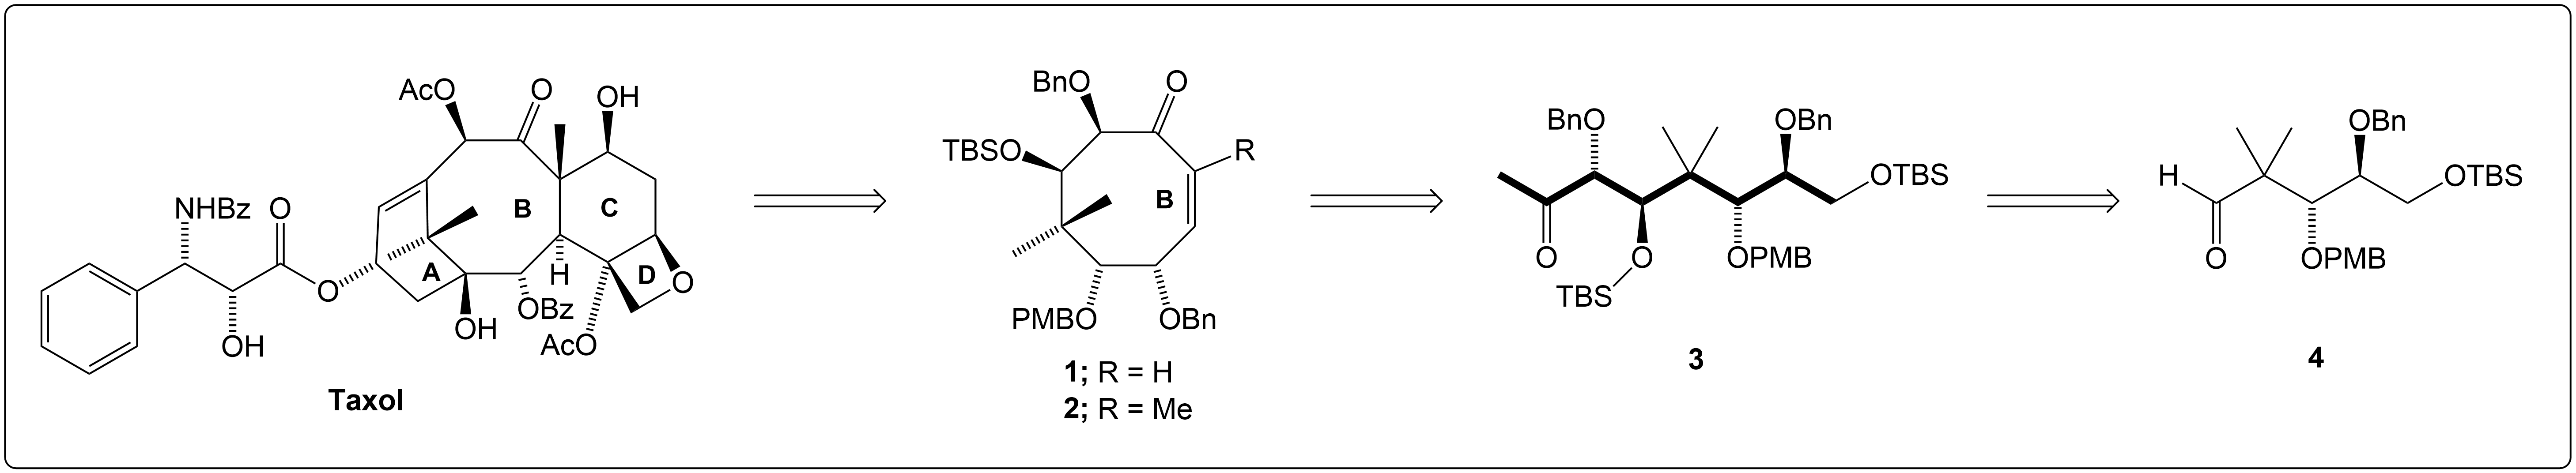 AcO
O
OH
NHBz
O
B
C
O
A
H
D
O
OH
OBz
OH
AcO
Taxol
BnO
O
TBSO
R
B
PMBO
OBn
1; R = H
2; R = Me
BnO
OBn
OTBS
O
O
OPMB
TBS
3
OBn
H
OTBS
O
OPMB
4